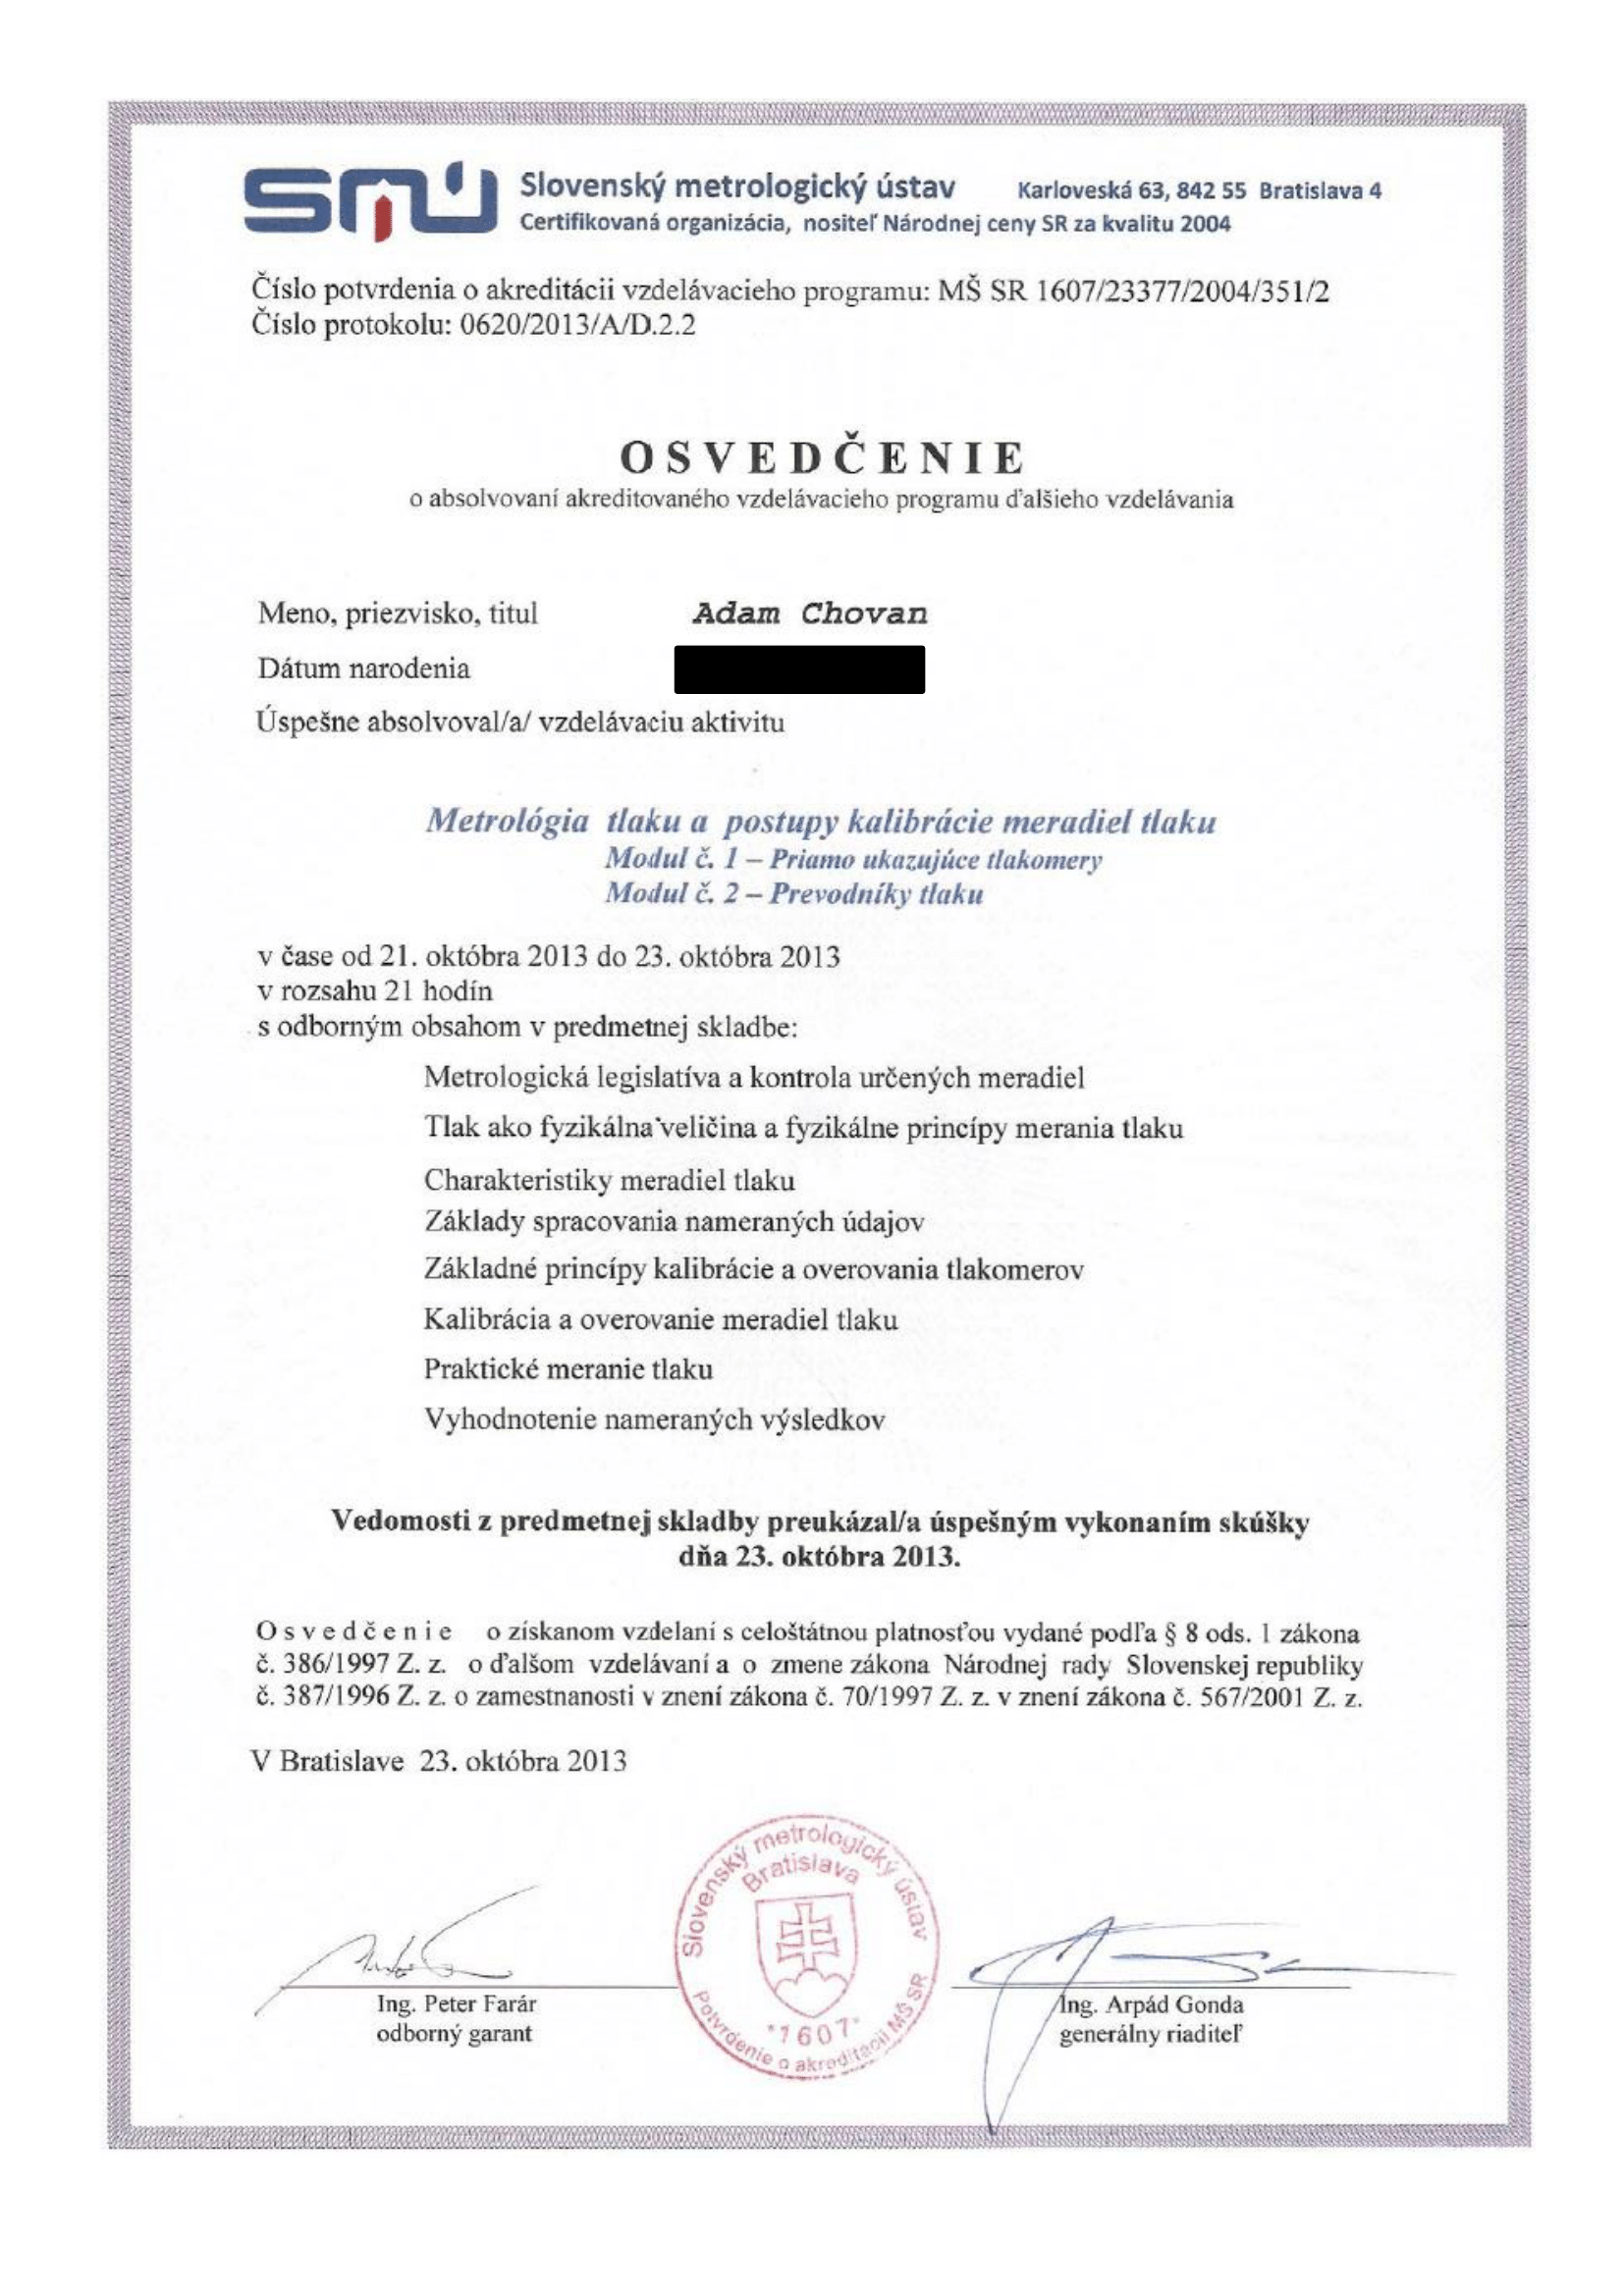 smú
Slovenský metrologický ústav Karloveská 63, 842 55 Bratislava 4
Certifikovaná organizácia, nositeľ Národnej ceny SR za kvalitu 2004
Číslo potvrdenia o akreditácii vzdelávacieho programu: MŠ SR 1607/23377/2004/351/2
Číslo protokolu: 0620/2013/A/D.2.2
OSVEDČENIE
o absolvovaní akreditovaného vzdelávacieho programu ďalšieho vzdelávania
Meno, priezvisko, titul Adam Chovan
Dátum narodenia
Úspešne absolvoval/a/ vzdelávaciu aktivitu
Metrológia tlaku a postupy kalibrácie meradiel tlaku
Modul č. 1 – Priamo ukazujúce tlakomery
Modul č. 2 – Prevodníky tlaku
v čase od 21. októbra 2013 do 23. októbra 2013
v rozsahu 21 hodín
s odborným obsahom v predmetnej skladbe:
Metrologická legislatíva a kontrola určených meradiel
Tlak ako fyzikálna veličina a fyzikálne princípy merania tlaku
Charakteristiky meradiel tlaku
Základy spracovania nameraných údajov
Základné princípy kalibrácie a overovania tlakomerov
Kalibrácia a overovanie meradiel tlaku
Praktické meranie tlaku
Vyhodnotenie nameraných výsledkov
Vedomosti z predmetnej skladby preukázal/a úspešným vykonaním skúšky
dňa 23. októbra 2013.
Osvedčenie o získanom vzdelaní s celoštátnou platnosťou vydané podľa § 8 ods. 1 zákona
č. 386/1997 Z. z. o ďalšom vzdelávaní a o zmene zákona Národnej rady Slovenskej republiky
č. 387/1996 Z. z. o zamestnanosti v znení zákona č. 70/1997 Z. z. v znení zákona č. 567/2001 Z. z.
V Bratislave 23. októbra 2013
Slovenský metrologický ústav
Bratislava
*1607*
Potvrdenie o akreditácii MŠ SR
Ing. Peter Farár
odborný garant
Ing. Arpád Gonda
generálny riaditeľ